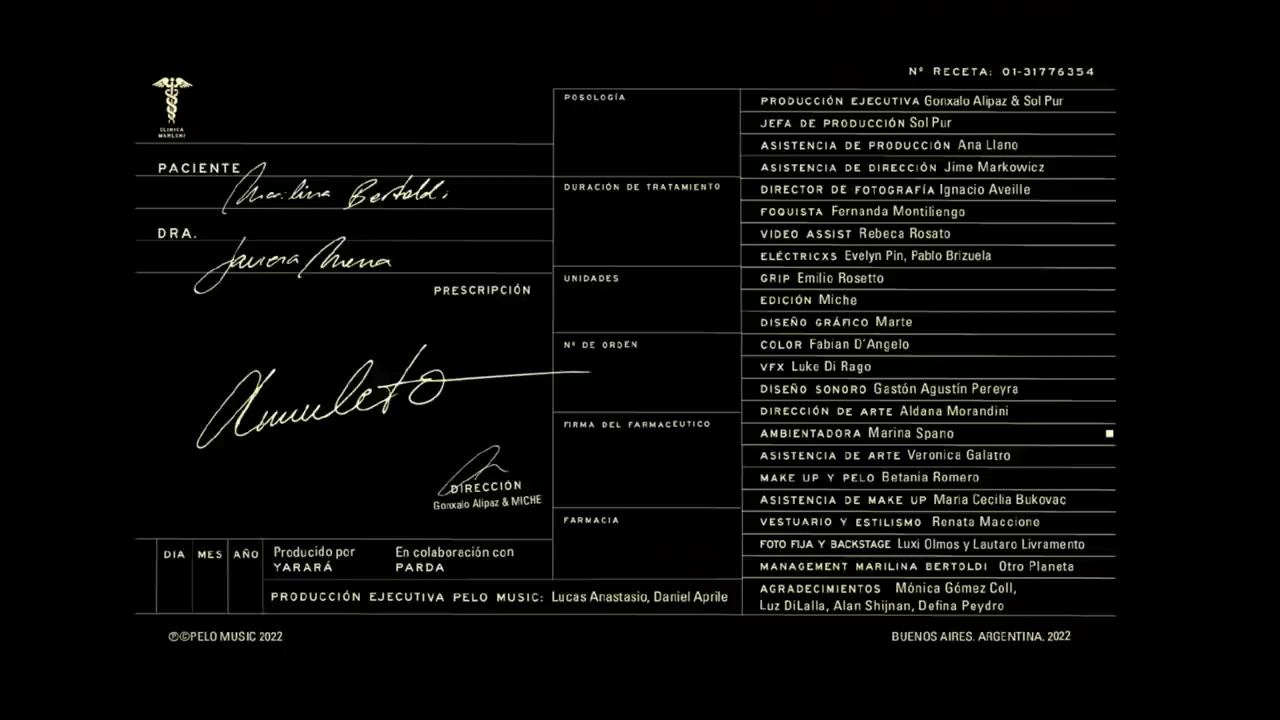 Nº RECETA: 01-31776354
CLINICA
MARLENI
PACIENTE
Marilina Bertoldi
DRA.
Javiera Mena
PRESCRIPCIÓN
Amuleto
DIRECCIÓN
Gonxalo Alipaz & MICHE
DIA MES AÑO
Producido por
YARARÁ
En colaboración con
PARDA
PRODUCCIÓN EJECUTIVA PELO MUSIC: Lucas Anastasio, Daniel Aprile
POSOLOGÍA
DURACIÓN DE TRATAMIENTO
UNIDADES
Nº DE ORDEN
FIRMA DEL FARMACÉUTICO
FARMACIA
PRODUCCIÓN EJECUTIVA Gonxalo Alipaz & Sol Pur
JEFA DE PRODUCCIÓN Sol Pur
ASISTENCIA DE PRODUCCIÓN Ana Llano
ASISTENCIA DE DIRECCIÓN Jime Markowicz
DIRECTOR DE FOTOGRAFÍA Ignacio Aveille
FOQUISTA Fernanda Montiliengo
VIDEO ASSIST Rebeca Rosato
ELÉCTRICXS Evelyn Pin, Pablo Brizuela
GRIP Emilio Rosetto
EDICIÓN Miche
DISEÑO GRÁFICO Marte
COLOR Fabian D'Angelo
VFX Luke Di Rago
DISEÑO SONORO Gastón Agustín Pereyra
DIRECCIÓN DE ARTE Aldana Morandini
AMBIENTADORA Marina Spano
ASISTENCIA DE ARTE Veronica Galatro
MAKE UP Y PELO Betania Romero
ASISTENCIA DE MAKE UP Maria Cecilia Bukovac
VESTUARIO Y ESTILISMO Renata Maccione
FOTO FIJA Y BACKSTAGE Luxi Olmos y Lautaro Livramento
MANAGEMENT MARILINA BERTOLDI Otro Planeta
AGRADECIMIENTOS Mónica Gómez Coll,
Luz DiLalla, Alan Shijnan, Defina Peydro
℗©PELO MUSIC 2022
BUENOS AIRES. ARGENTINA. 2022